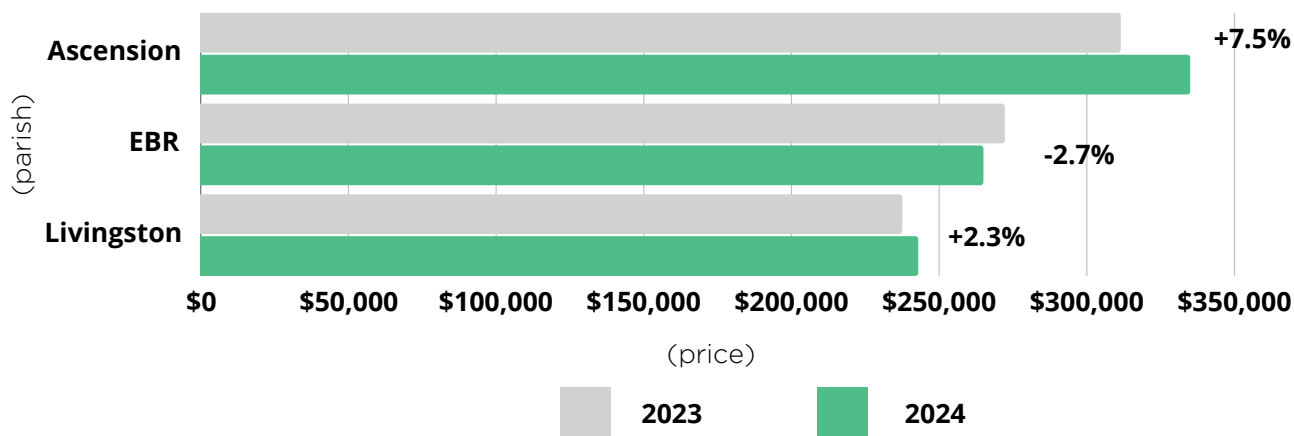 +7.5%
Ascension
(parish)
EBR
-2.7%
Livingston
+2.3%
$0 $50,000 $100,000 $150,000 $200,000 $250,000 $300,000 $350,000
(price)
2023 2024